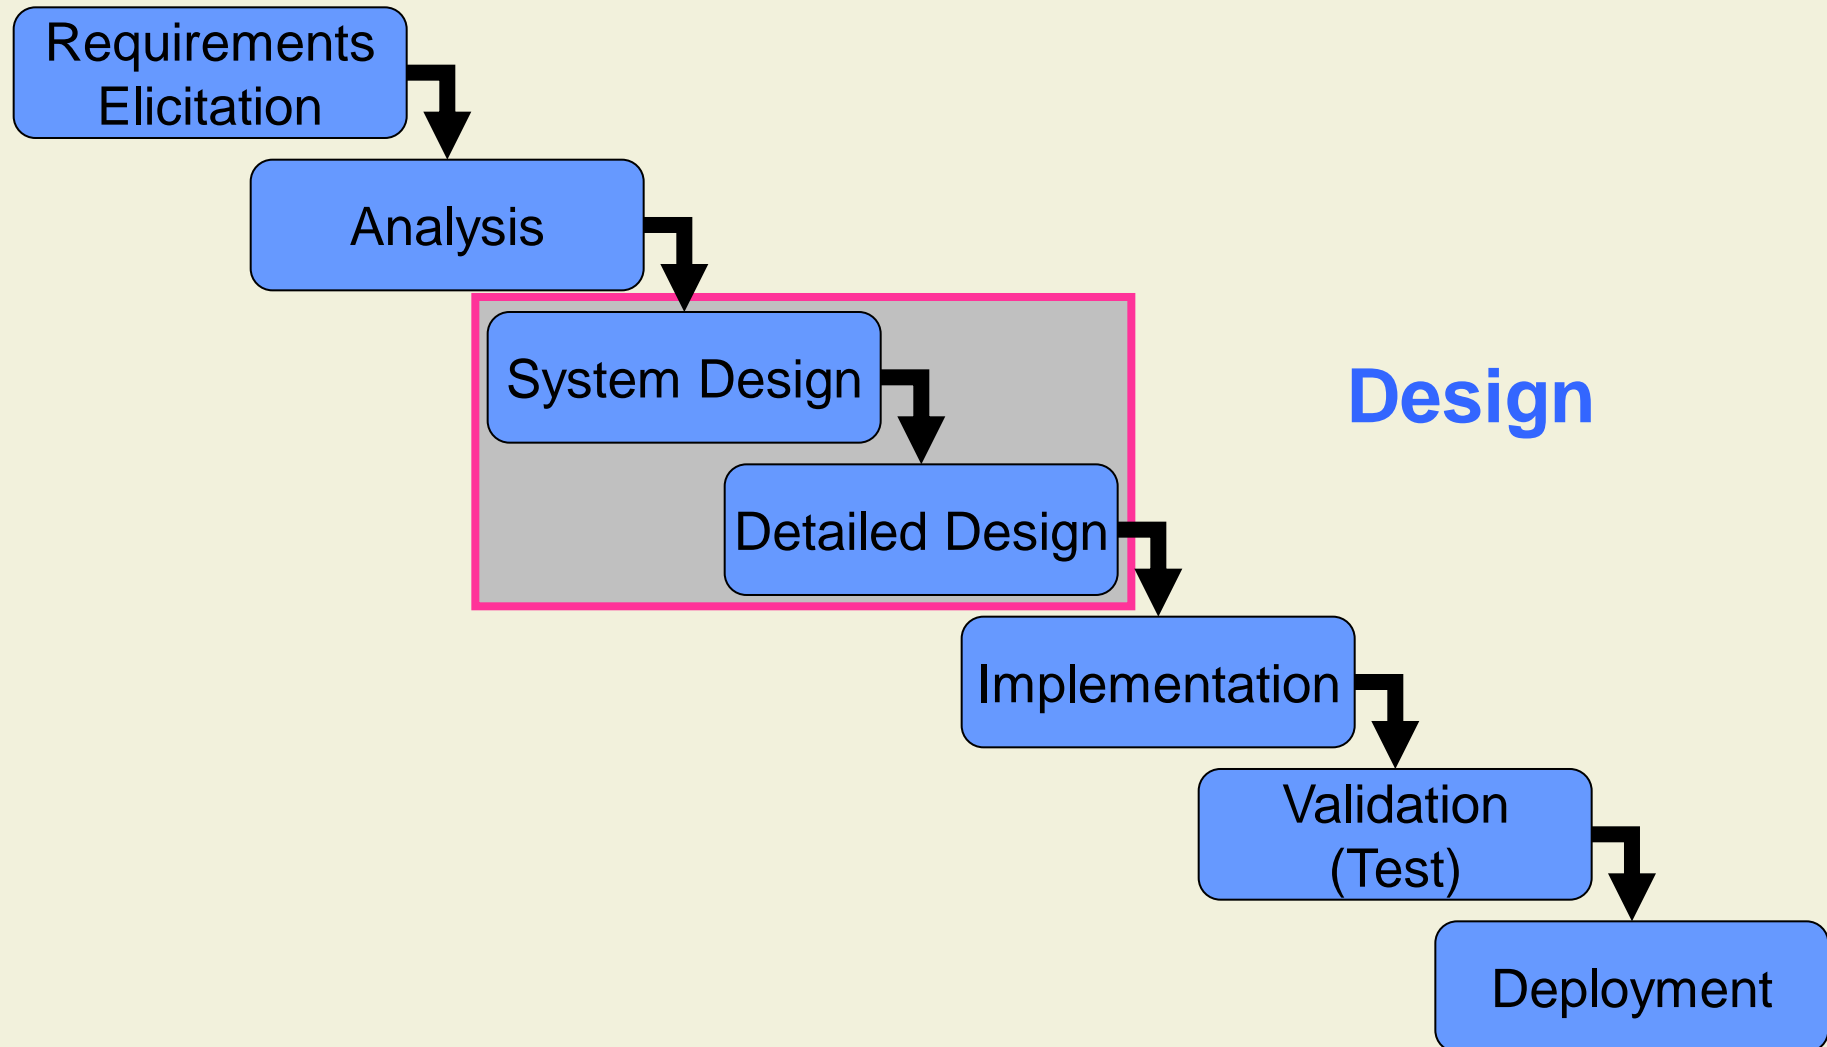 Requirements
Elicitation
Analysis
System Design
Design
Detailed Design
Implementation
Validation
(Test)
Deployment